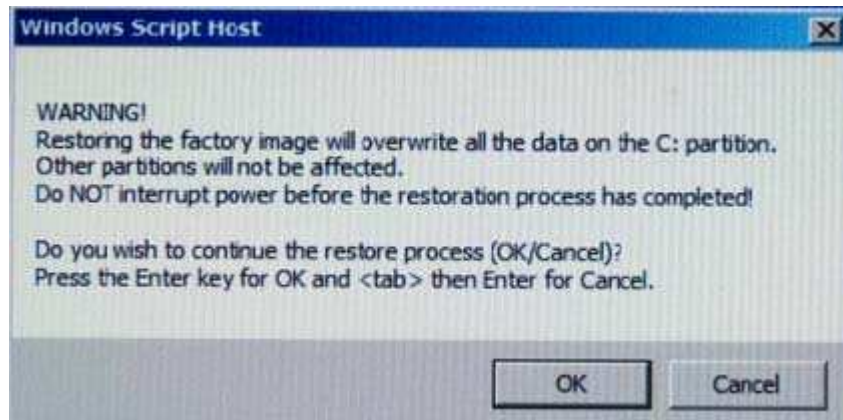 Windows Script Host
WARNING!
Restoring the factory image will overwrite all the data on the C: partition.
Other partitions will not be affected.
Do NOT interrupt power before the restoration process has completed!
Do you wish to continue the restore process (OK/Cancel)?
Press the Enter key for OK and <tab> then Enter for Cancel.
OK Cancel